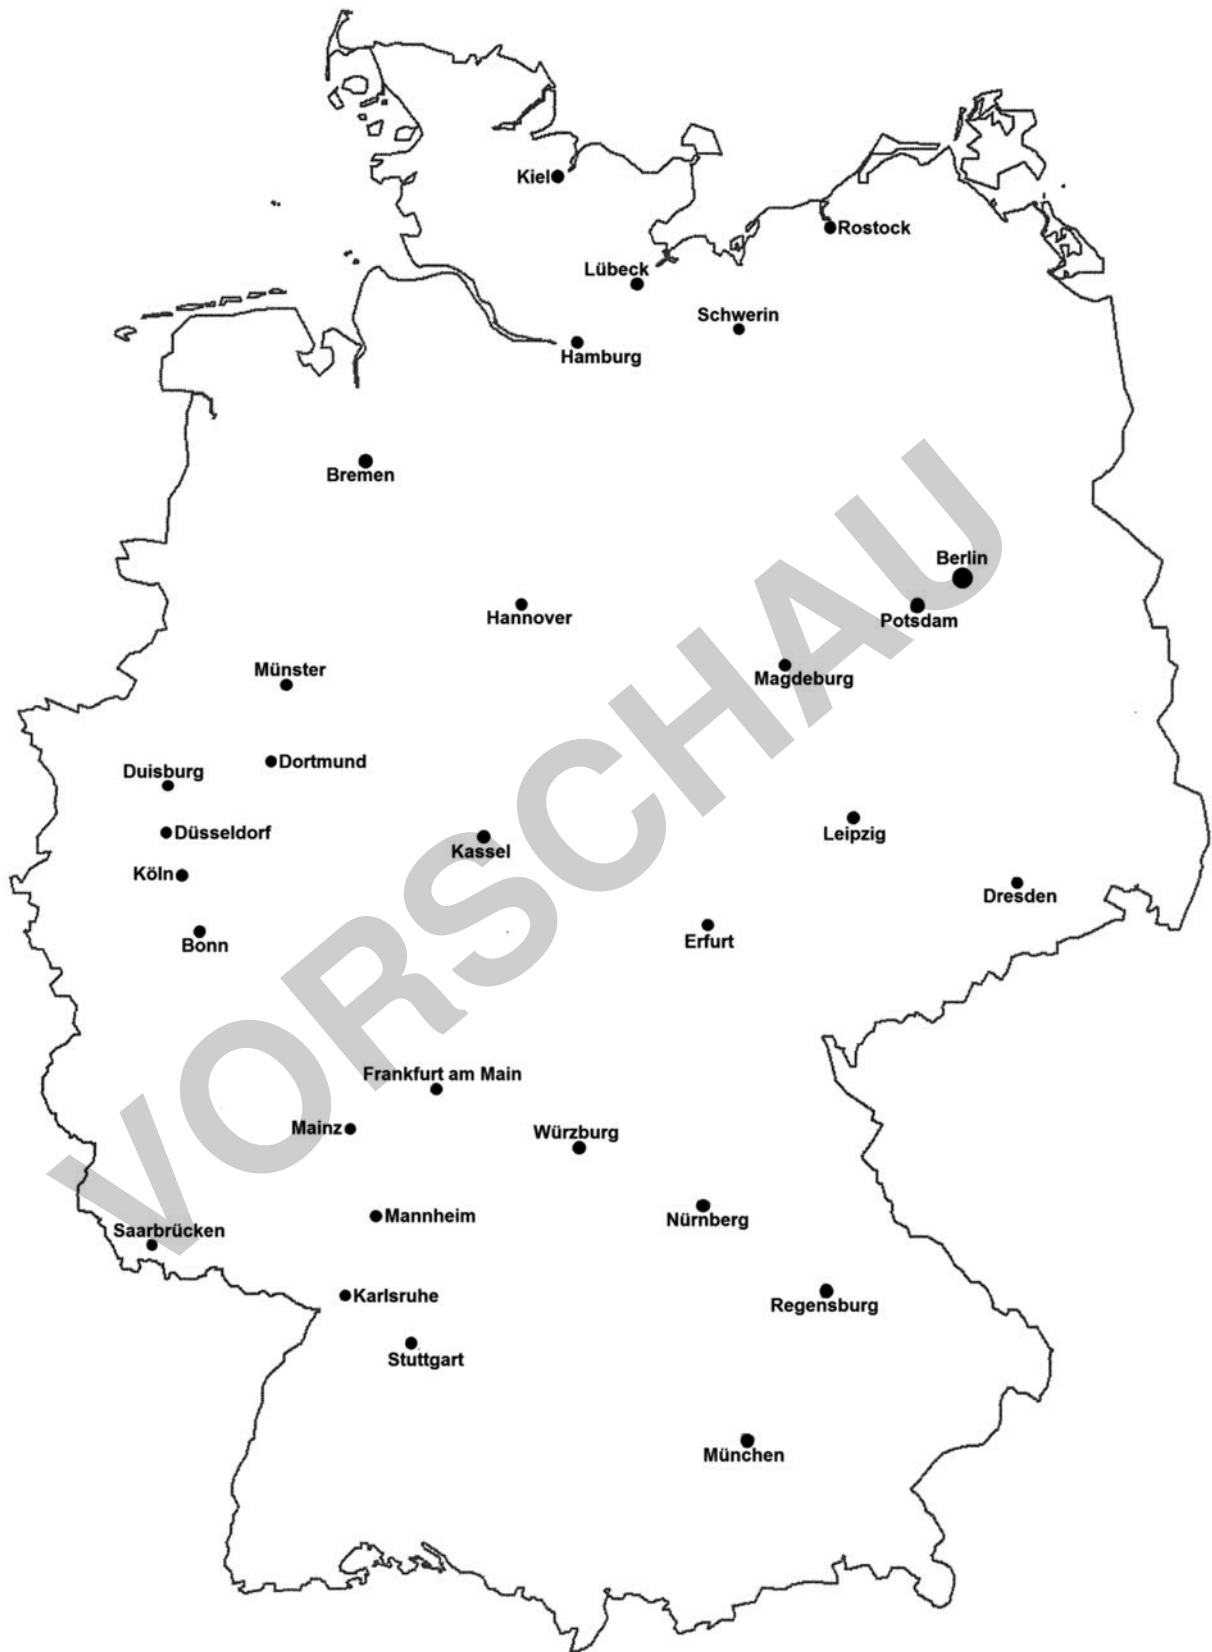 Kiel
Rostock
Lübeck
Schwerin
Hamburg
Bremen
Berlin
Hannover
Potsdam
Münster
Magdeburg
Dortmund
Duisburg
Düsseldorf
Leipzig
Kassel
Köln
Dresden
Bonn
Erfurt
VORSCHAU
Frankfurt am Main
Mainz
Würzburg
Mannheim
Nürnberg
Saarbrücken
Karlsruhe
Regensburg
Stuttgart
München